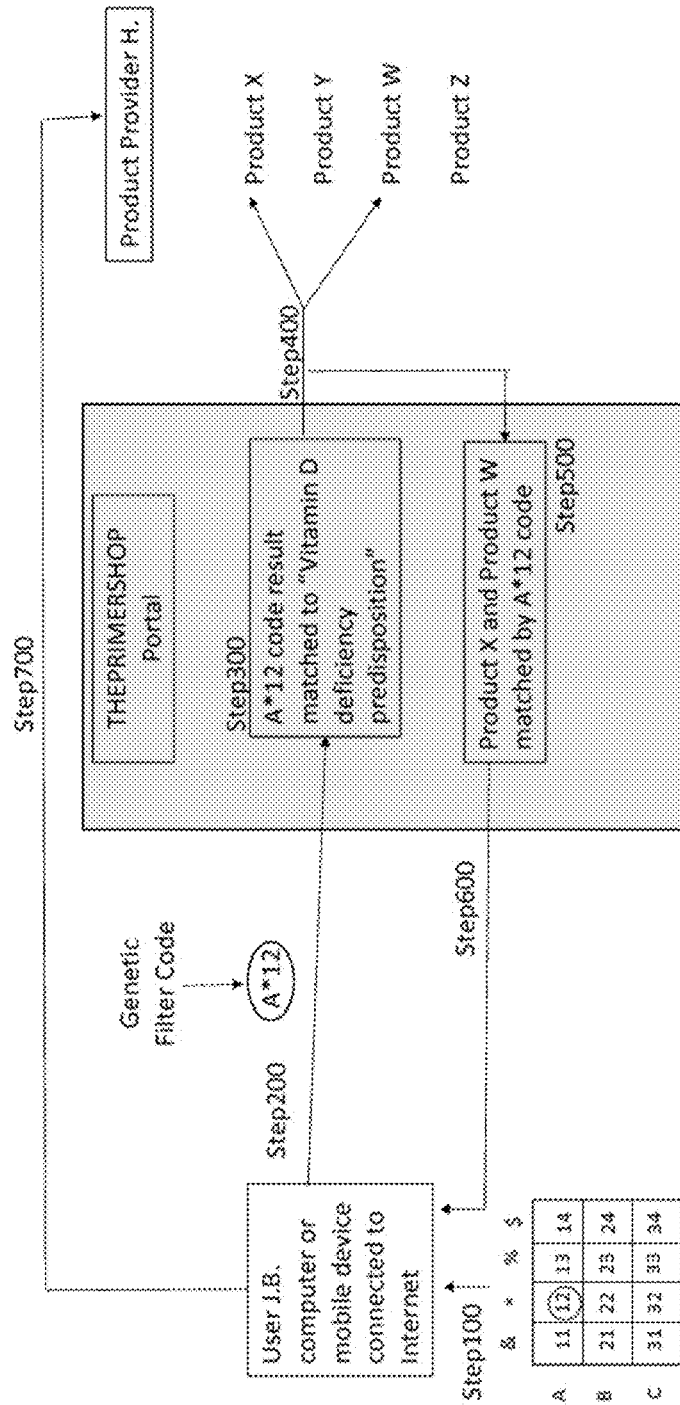 Step700
Product Provider H.
THEPRIMERSHOP
Portal
Genetic
Filter Code
A*12
Step200
Step300
A*12 code result
matched to "Vitamin D
deficiency
predisposition"
Step400
Product X
Product Y
Product W
Product Z
User J.B.
computer or
mobile device
connected to
Internet
Step600
Product X and Product W
matched by A*12 code
Step500
Step100
& * % $
A 11 12 13 14
B 21 22 23 24
C 31 32 33 34